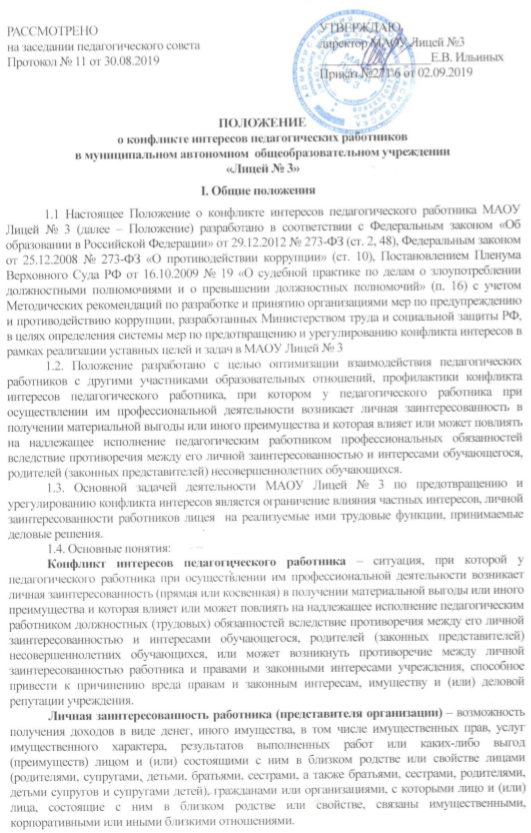 РАССМОТРЕНО
на заседании педагогического совета
Протокол № 11 от 30.08.2019
УТВЕРЖДАЮ
директор МАОУ Лицей №3
Е.В. Ильиных
от 02.09.2019
ПОЛОЖЕНИЕ
о конфликте интересов педагогических работников
в муниципальном автономном общеобразовательном учреждении
«Лицей № 3»
I. Общие положения
1.1 Настоящее Положение о конфликте интересов педагогического работника МАОУ
Лицей № 3 (далее – Положение) разработано в соответствии с Федеральным законом «Об
образовании в Российской Федерации» от 29.12.2012 № 273-ФЗ (ст. 2, 48), Федеральным законом
от 25.12.2008 № 273-ФЗ «О противодействии коррупции» (ст. 10), Постановлением Пленума
Верховного Суда РФ от 16.10.2009 № 19 «О судебной практике по делам о злоупотреблении
должностными полномочиями и о превышении должностных полномочий» (п. 16) с учетом
Методических рекомендаций по разработке и принятию организациями мер по предупреждению
и противодействию коррупции, разработанных Министерством труда и социальной защиты РФ,
в целях определения системы мер по предотвращению и урегулированию конфликта интересов в
рамках реализации уставных целей и задач в МАОУ Лицей № 3
1.2. Положение разработано с целью оптимизации взаимодействия педагогических
работников с другими участниками образовательных отношений, профилактики конфликта
интересов педагогического работника, при котором у педагогического работника при
осуществлении им профессиональной деятельности возникает личная заинтересованность в
получении материальной выгоды или иного преимущества и которая влияет или может повлиять
на надлежащее исполнение педагогическим работником профессиональных обязанностей
вследствие противоречия между его личной заинтересованностью и интересами обучающегося,
родителей (законных представителей) несовершеннолетних обучающихся.
1.3. Основной задачей деятельности МАОУ Лицей № 3 по предотвращению и
урегулированию конфликта интересов является ограничение влияния частных интересов, личной
заинтересованности работников лицея на реализуемые ими трудовые функции, принимаемые
деловые решения.
1.4. Основные понятия:
Конфликт интересов педагогического работника – ситуация, при которой у
педагогического работника при осуществлении им профессиональной деятельности возникает
личная заинтересованность (прямая или косвенная) в получении материальной выгоды или иного
преимущества и которая влияет или может повлиять на надлежащее исполнение педагогическим
работником должностных (трудовых) обязанностей вследствие противоречия между его личной
заинтересованностью и интересами обучающегося, родителей (законных представителей)
несовершеннолетних обучающихся, или может возникнуть противоречие между личной
заинтересованностью работника и правами и законными интересами учреждения, способное
привести к причинению вреда правам и законным интересам, имуществу и (или) деловой
репутации учреждения.
Личная заинтересованность работника (представителя организации) – возможность
получения доходов в виде денег, иного имущества, в том числе имущественных прав, услуг
имущественного характера, результатов выполненных работ или каких-либо выгод
(преимуществ) лицом и (или) состоящими с ним в близком родстве или свойстве лицами
(родителями, супругами, детьми, братьями, сестрами, а также братьями, сестрами, родителями,
детьми супругов и супругами детей), гражданами или организациями, с которыми лицо и (или)
лица, состоящие с ним в близком родстве или свойстве, связаны имущественными,
корпоративными или иными близкими отношениями.